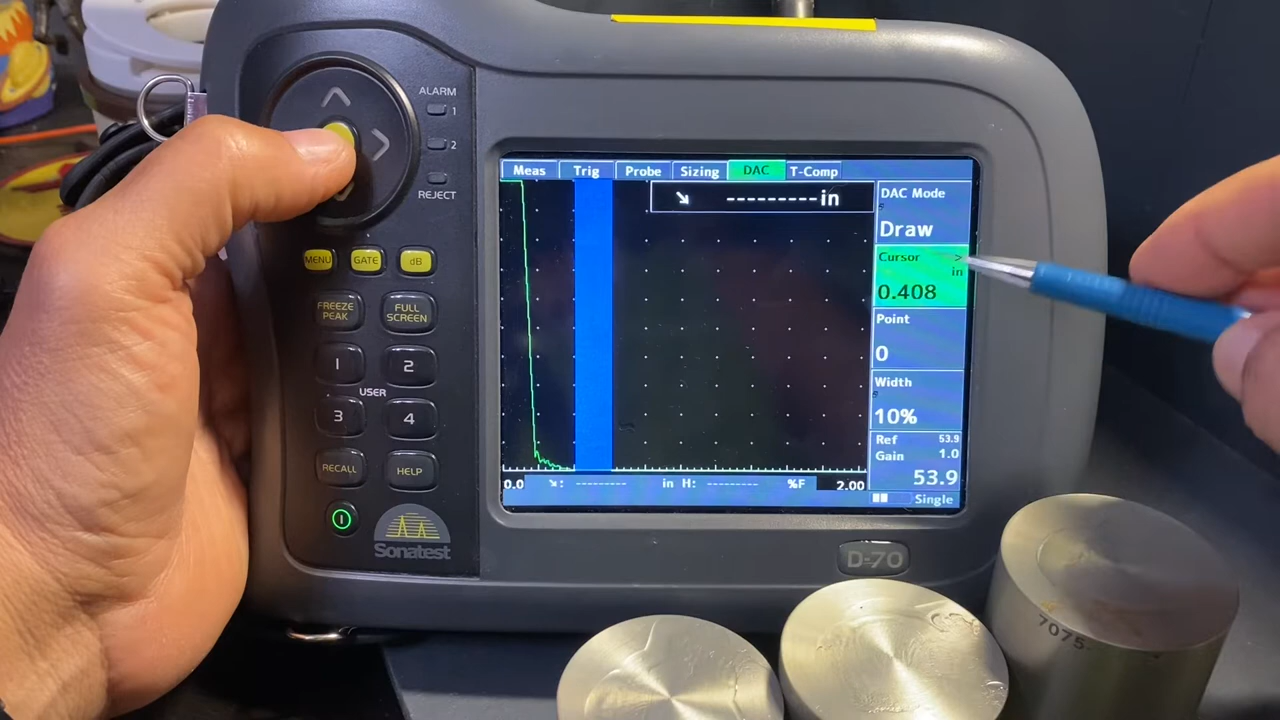 ALARM
1
2
REJECT
MENU
GATE
dB
FREEZE
PEAK
FULL
SCREEN
1
2
USER
3
4
RECALL
HELP
Sonatest
Meas
Trig
Probe
Sizing
DAC
T-Comp
---------in
DAC Mode
Draw
Cursor >
in
0.408
Point
0
Width
10%
Ref 53.9
Gain 1.0
53.9
Single
0.0
: --------- in H: --------- %F
2.00
D-70
7075